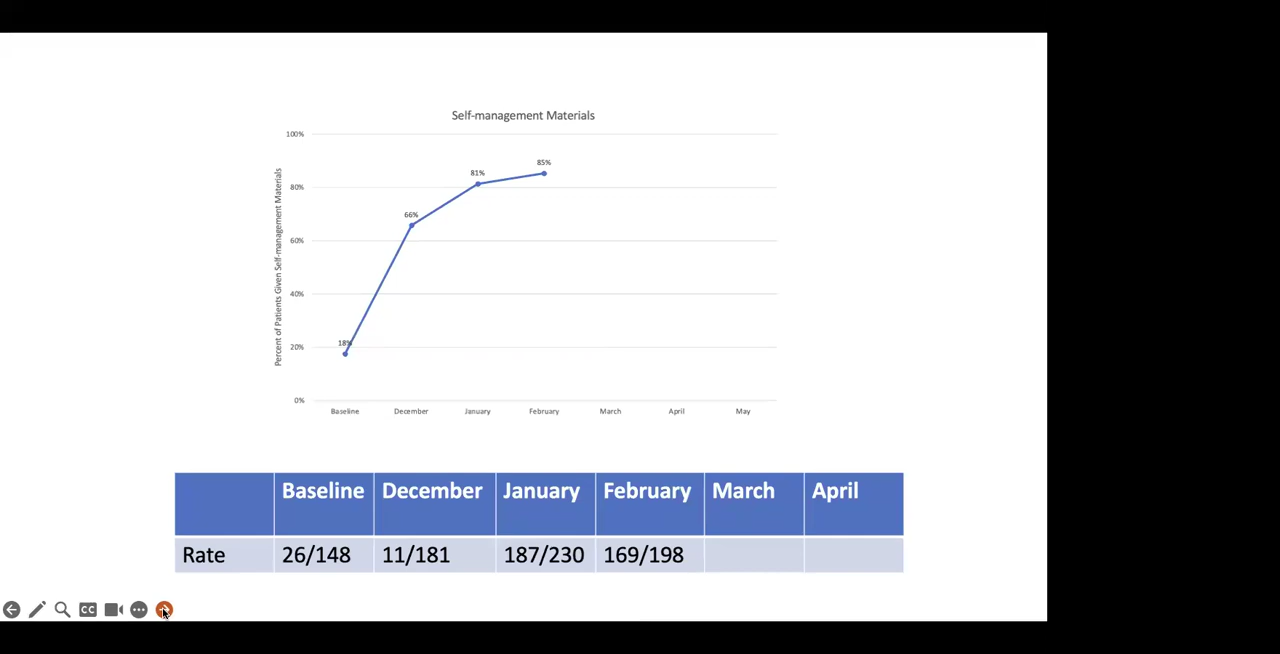 Self-management Materials
Percent of Patients Given Self-management Materials
100%
80%
60%
40%
20%
0%
18%
66%
81%
85%
Baseline December January February March April May
Baseline December January February March April
Rate 26/148 11/181 187/230 169/198
CC